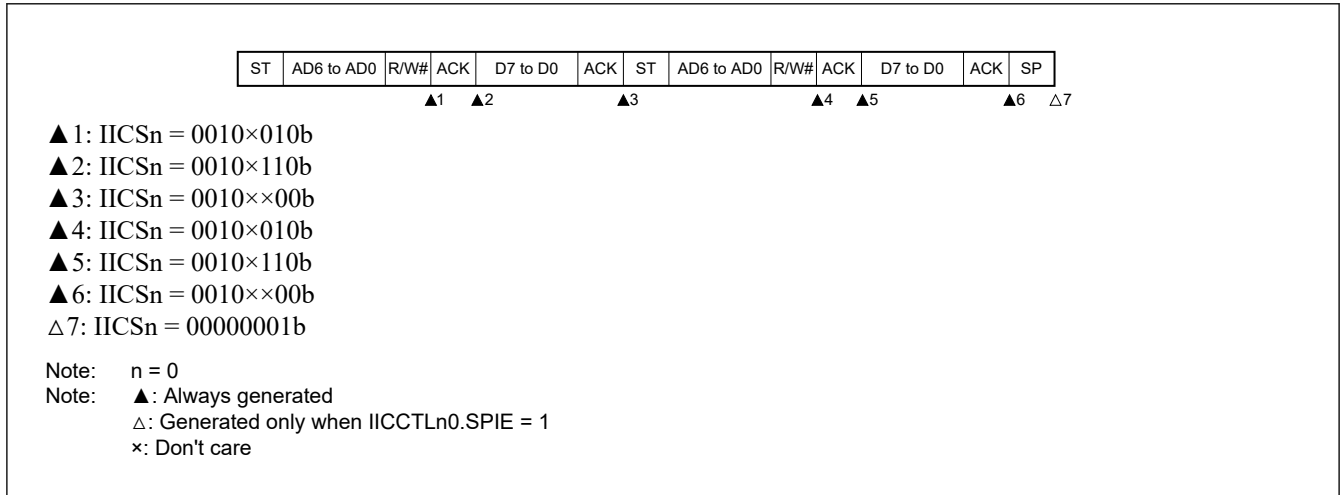 ST AD6 to AD0 R/W# ACK D7 to D0 ACK ST AD6 to AD0 R/W# ACK D7 to D0 ACK SP
▲1 ▲2 ▲3 ▲4 ▲5 ▲6 △7
▲1: IICSn = 0010×010b
▲2: IICSn = 0010×110b
▲3: IICSn = 0010××00b
▲4: IICSn = 0010×010b
▲5: IICSn = 0010×110b
▲6: IICSn = 0010××00b
△7: IICSn = 00000001b
Note: n = 0
Note: ▲: Always generated
△: Generated only when IICCTLn0.SPIE = 1
×: Don't care